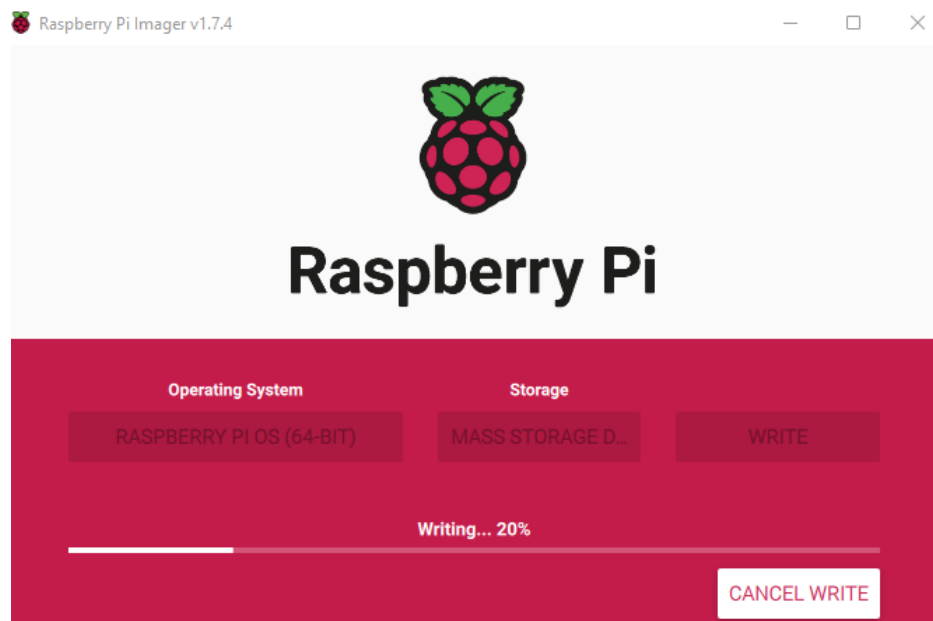 Raspberry Pi Imager v1.7.4
Raspberry Pi
Operating System
Storage
RASPBERRY PI OS (64-BIT)
MASS STORAGE D...
WRITE
Writing... 20%
CANCEL WRITE